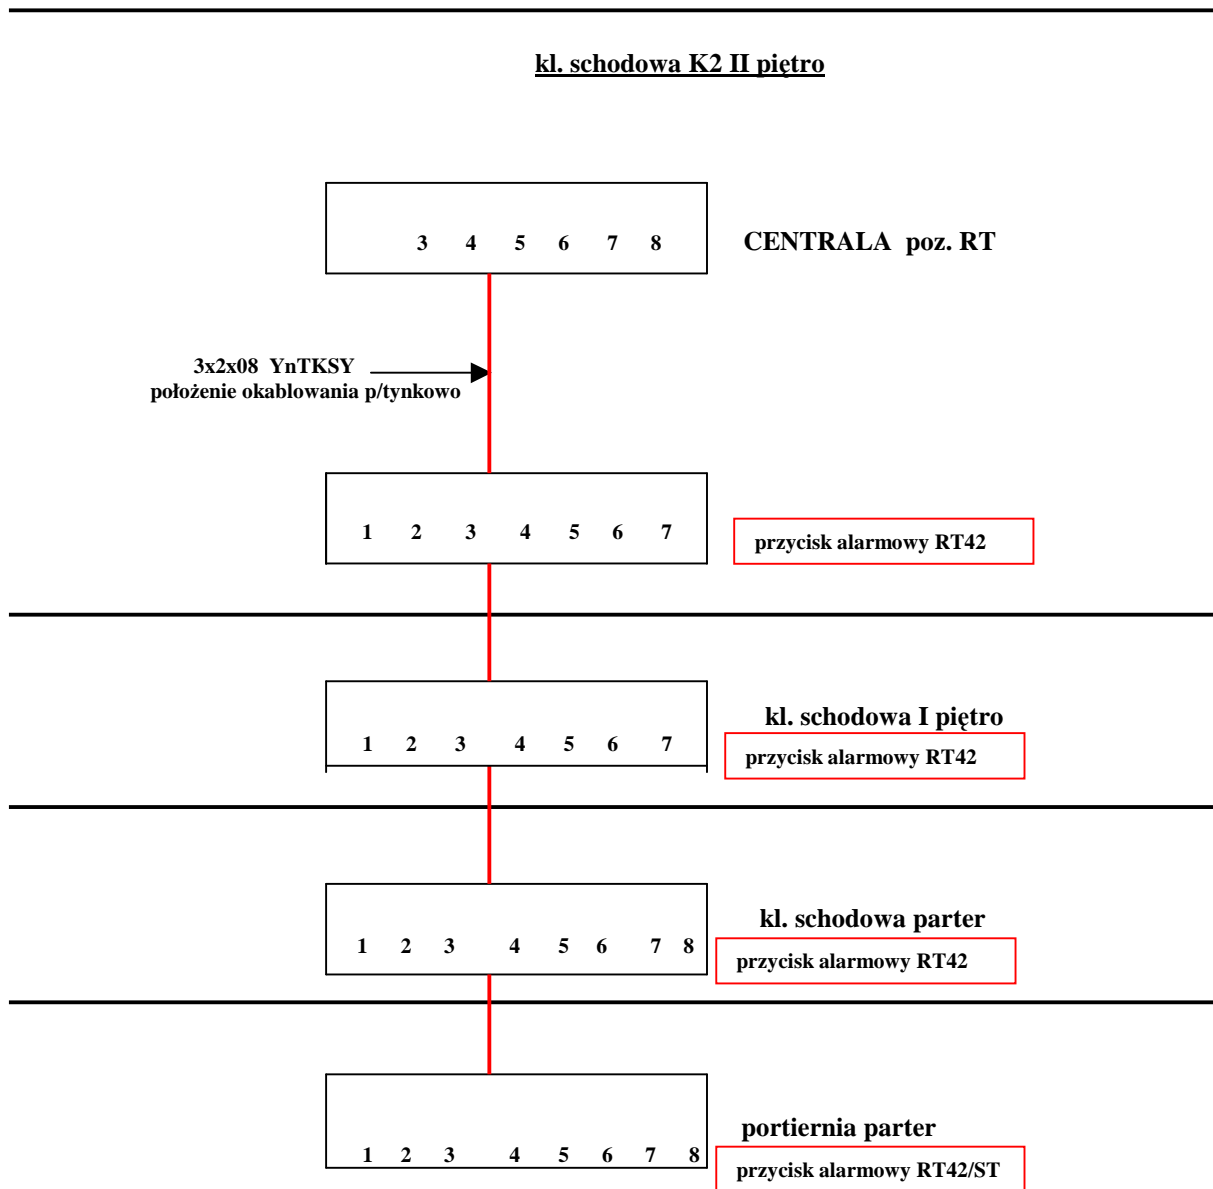 kl. schodowa K2 II piętro
3 4 5 6 7 8
CENTRALA poz. RT
3x2x08 YnTKSY
położenie okablowania p/tynkowo
1 2 3 4 5 6 7
przycisk alarmowy RT42
kl. schodowa I piętro
1 2 3 4 5 6 7
przycisk alarmowy RT42
kl. schodowa parter
1 2 3 4 5 6 7 8
przycisk alarmowy RT42
portiernia parter
1 2 3 4 5 6 7 8
przycisk alarmowy RT42/ST